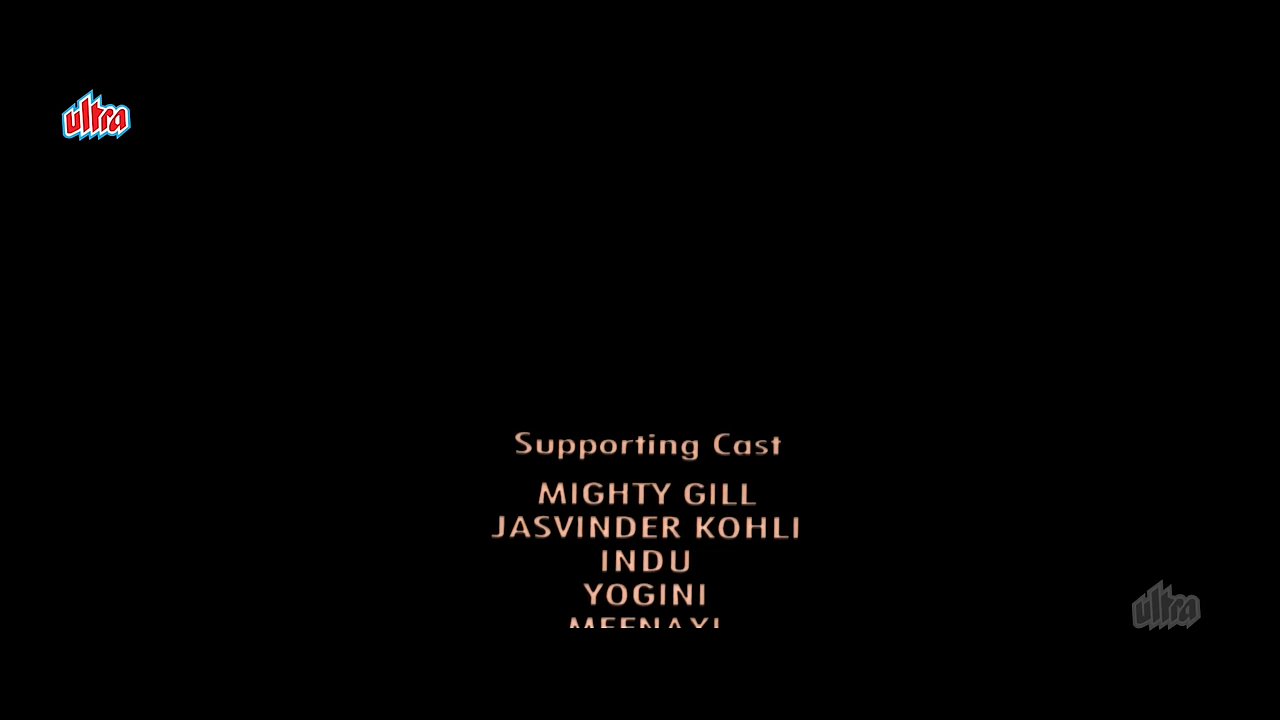 ultra
Supporting Cast
MIGHTY GILL
JASVINDER KOHLI
INDU
YOGINI
ultra